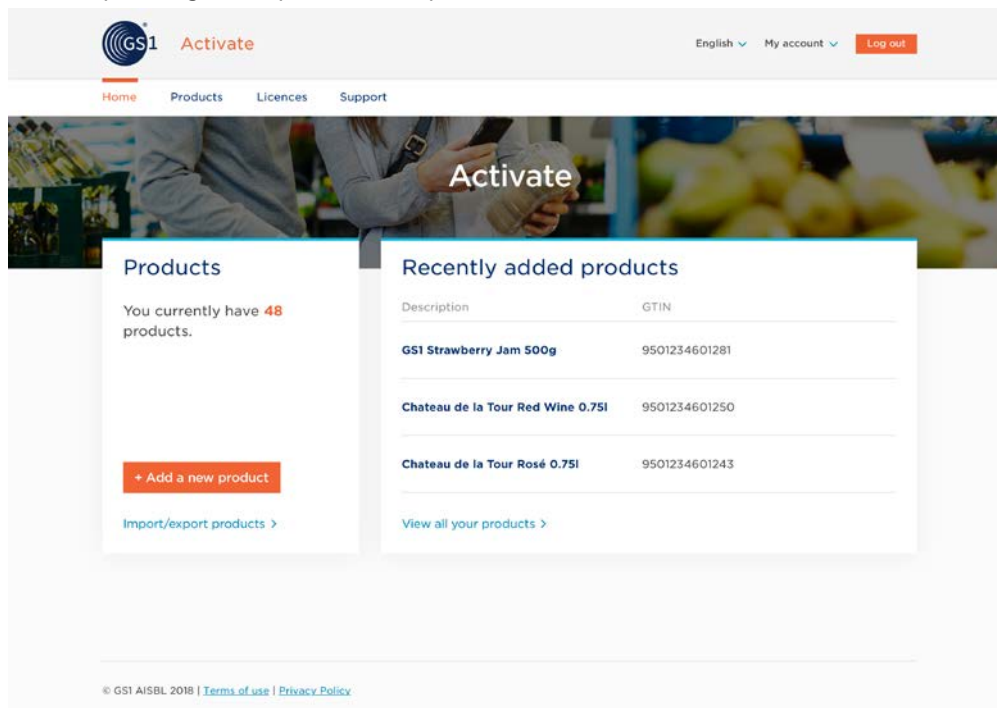 GS1 Activate
English My account Log out
Home Products Licences Support
Activate
Products
You currently have 48
products.
+ Add a new product
Import/export products >
Recently added products
Description GTIN
GS1 Strawberry Jam 500g 9501234601281
Chateau de la Tour Red Wine 0.75l 9501234601250
Chateau de la Tour Rosé 0.75l 9501234601243
View all your products >
© GS1 AISBL 2018 | Terms of use | Privacy Policy